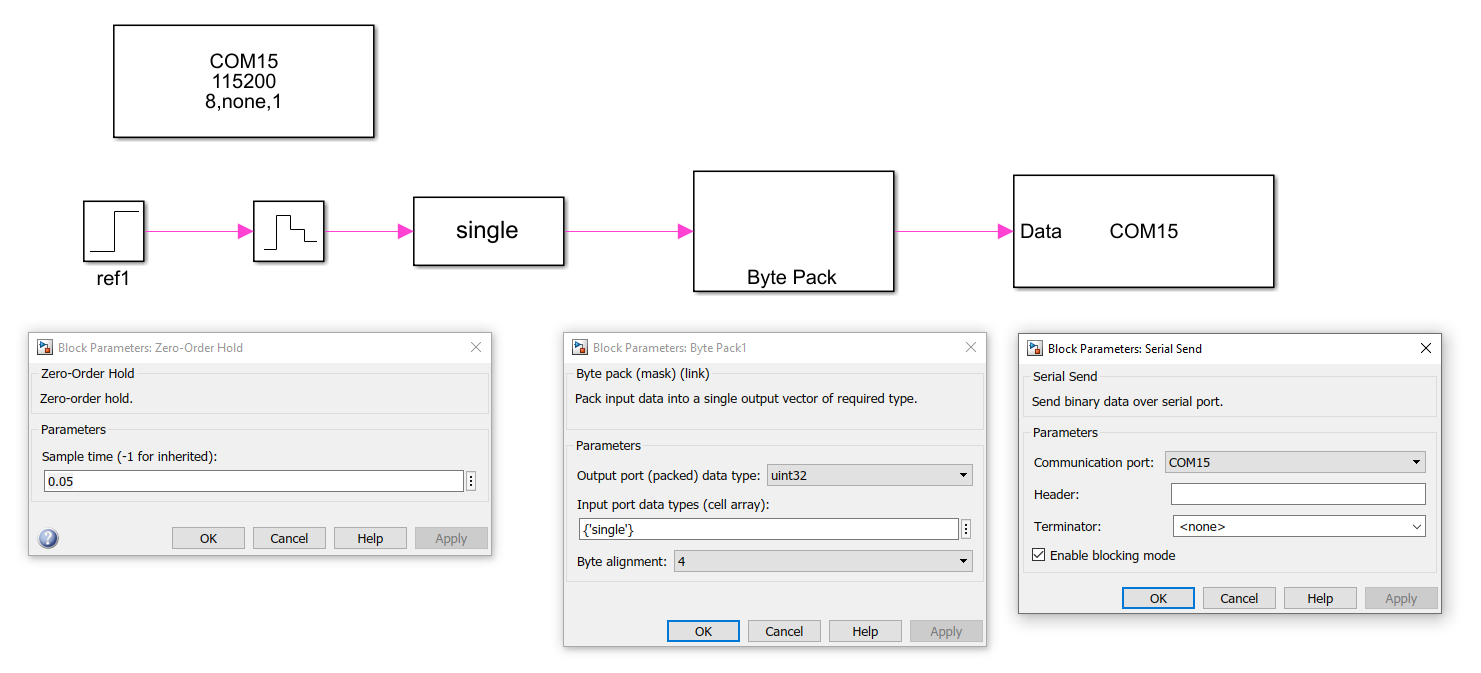 COM15
115200
8,none,1
ref1
single
Byte Pack
Data COM15
Block Parameters: Zero-Order Hold
Zero-Order Hold
Zero-order hold.
Parameters
Sample time (-1 for inherited):
0.05
OK Cancel Help Apply
Block Parameters: Byte Pack1
Byte pack (mask) (link)
Pack input data into a single output vector of required type.
Parameters
Output port (packed) data type: uint32
Input port data types (cell array):
{'single'}
Byte alignment: 4
OK Cancel Help Apply
Block Parameters: Serial Send
Serial Send
Send binary data over serial port.
Parameters
Communication port: COM15
Header:
Terminator: <none>
Enable blocking mode
OK Cancel Help Apply